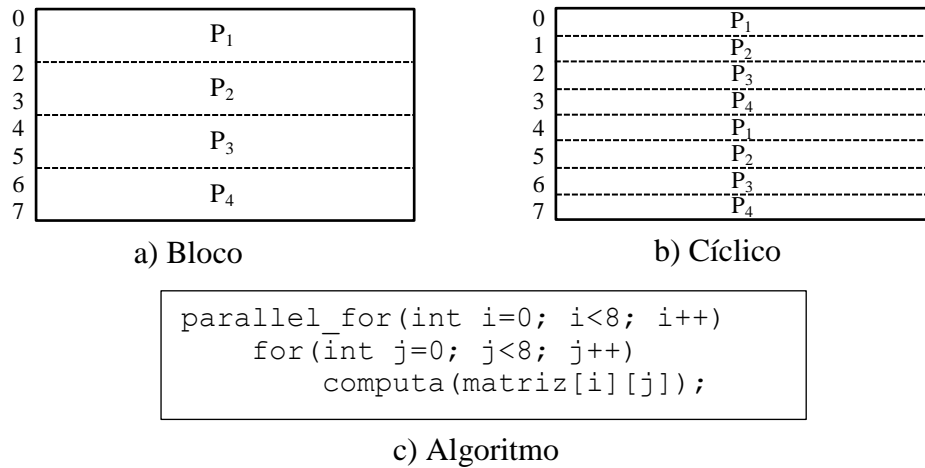 0
1
2
3
4
5
6
7
P₁
P₂
P₃
P₄
a) Bloco
0
1
2
3
4
5
6
7
P₁
P₂
P₃
P₄
P₁
P₂
P₃
P₄
b) Cíclico
parallel_for(int i=0; i<8; i++)
for(int j=0; j<8; j++)
computa(matriz[i][j]);
c) Algoritmo